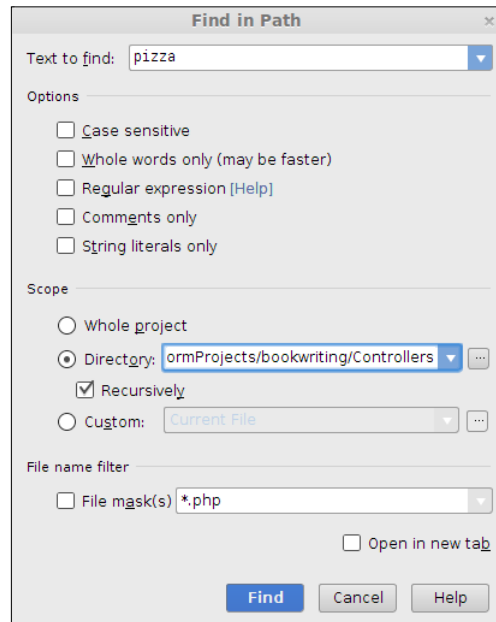 Find in Path ×
Text to find: pizza
Options
Case sensitive
Whole words only (may be faster)
Regular expression [Help]
Comments only
String literals only
Scope
Whole project
Directory: ormProjects/bookwriting/Controllers ...
Recursively
Custom: Current File ...
File name filter
File mask(s) *.php
Open in new tab
Find Cancel Help